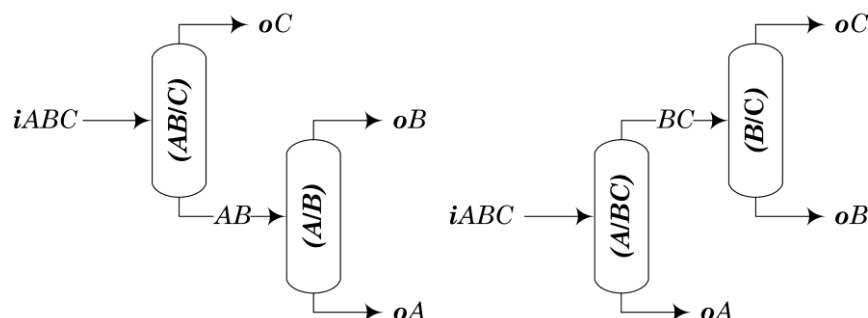 oC
iABC
(AB/C)
oB
AB
(A/B)
oA
oC
BC
(B/C)
iABC
(A/BC)
oB
oA